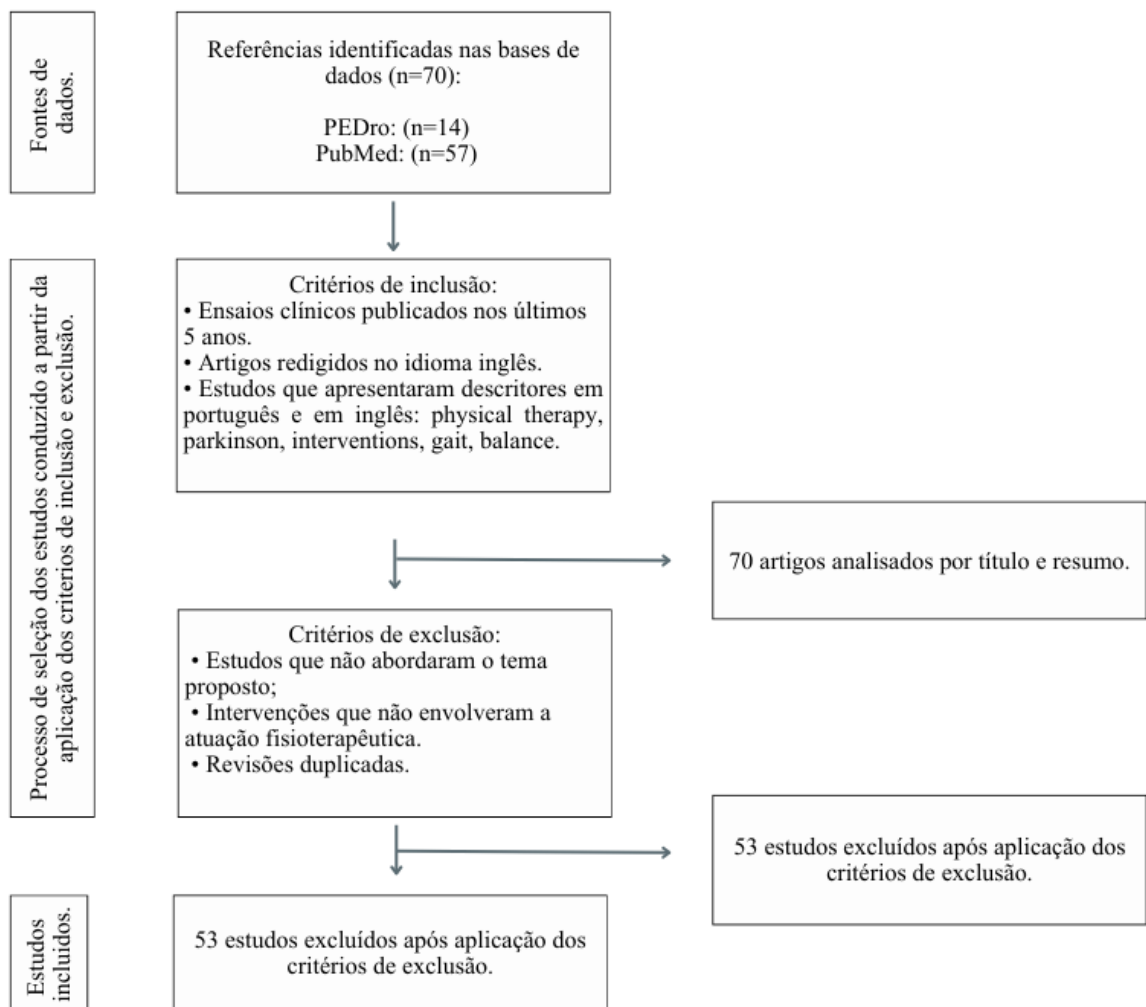 Fontes de
dados.
Referências identificadas nas bases de
dados (n=70):
PEDro: (n=14)
PubMed: (n=57)
Processo de seleção dos estudos conduzido a partir da
aplicação dos criterios de inclusão e exclusão.
Critérios de inclusão:
• Ensaios clínicos publicados nos últimos
5 anos.
• Artigos redigidos no idioma inglês.
• Estudos que apresentaram descritores em
português e em inglês: physical therapy,
parkinson, interventions, gait, balance.
70 artigos analisados por título e resumo.
Critérios de exclusão:
• Estudos que não abordaram o tema
proposto;
• Intervenções que não envolveram a
atuação fisioterapêutica.
• Revisões duplicadas.
53 estudos excluídos após aplicação dos
critérios de exclusão.
Estudos
incluidos.
53 estudos excluídos após aplicação dos
critérios de exclusão.